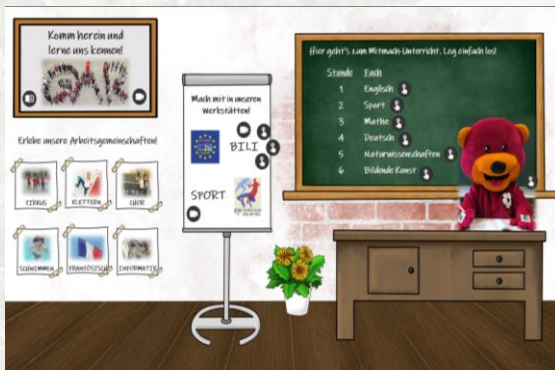 Komm herein und
lerne uns kennen!
Erlebe unsere Arbeitsgemeinschaften!
ZIRKUS
KLETTERN
CHOR
SCHWIMMEN
FRANZÖSISCH
INFORMATIK
Mach mit in unseren
Werkstätten!
BILI
SPORT
Hier geht's zum Mitmach-Unterricht. Leg einfach los!
Stunde Fach
1 Englisch
2 Sport
3 Mathe
4 Deutsch
5 Naturwissenschaften
6 Bildende Kunst